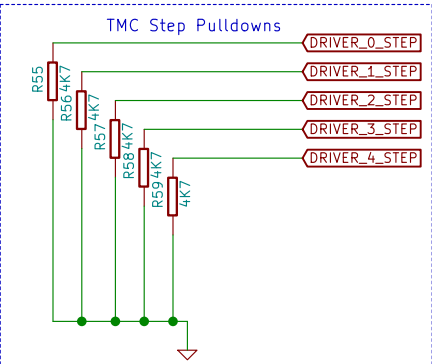 TMC Step Pulldowns
DRIVER_0_STEP
DRIVER_1_STEP
DRIVER_2_STEP
DRIVER_3_STEP
DRIVER_4_STEP
R55
4K7
R56
4K7
R57
4K7
R58
4K7
R59
4K7